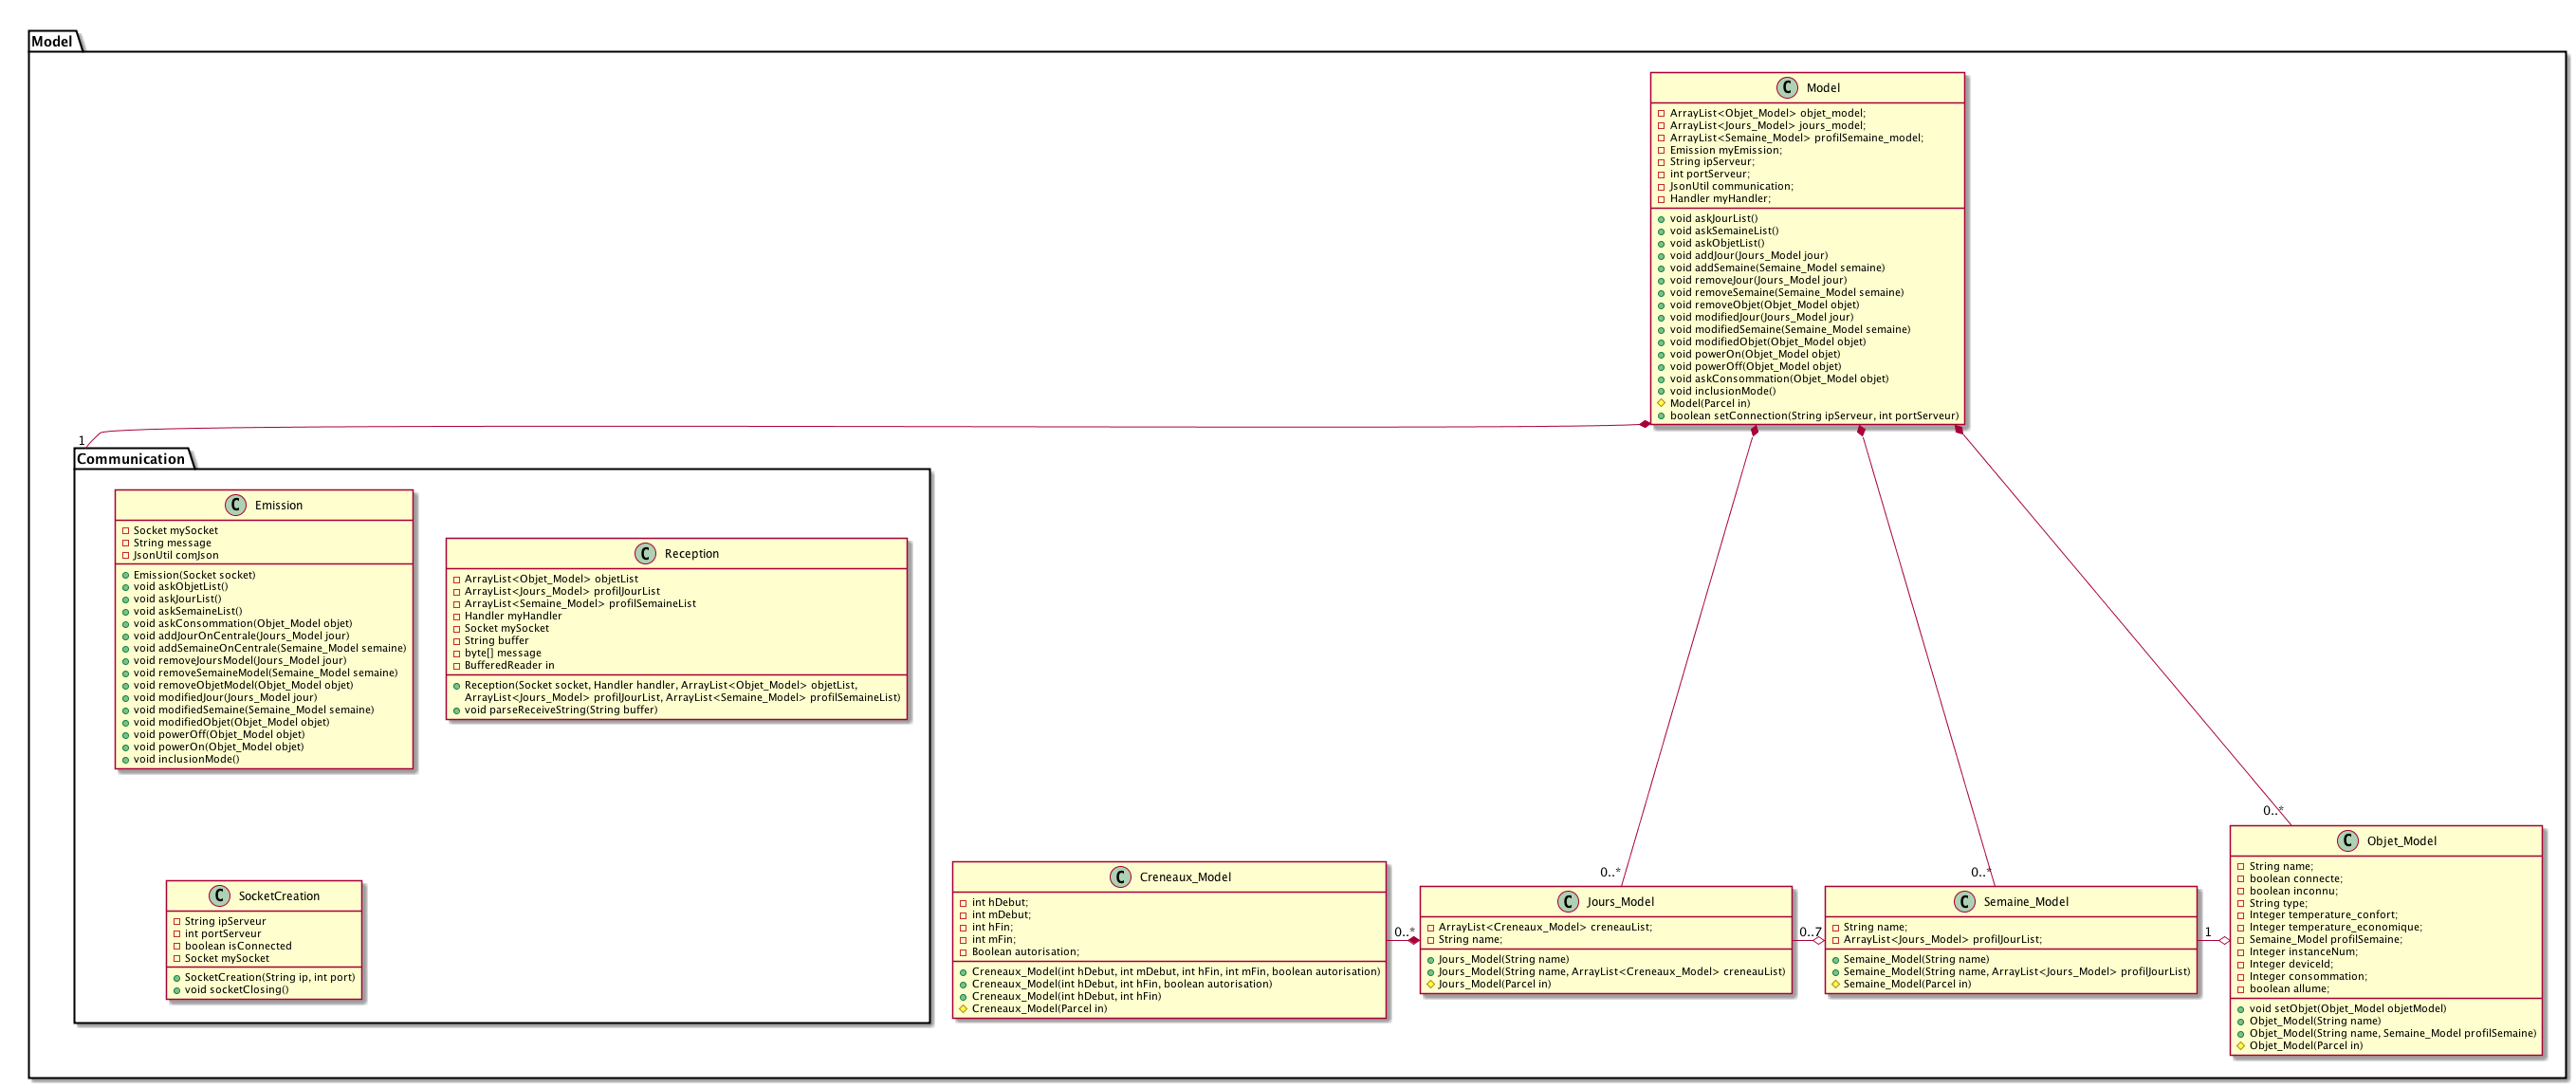 Model
C Model
ArrayList<Objet_Model> objet_model;
ArrayList<Jours_Model> jours_model;
ArrayList<Semaine_Model> profilSemaine_model;
Emission myEmission;
String ipServeur;
int portServeur;
JsonUtil communication;
Handler myHandler;
void askJourList()
void askSemaineList()
void askObjetList()
void addJour(Jours_Model jour)
void addSemaine(Semaine_Model semaine)
void removeJour(Jours_Model jour)
void removeSemaine(Semaine_Model semaine)
void removeObjet(Objet_Model objet)
void modifiedJour(Jours_Model jour)
void modifiedSemaine(Semaine_Model semaine)
void modifiedObjet(Objet_Model objet)
void powerOn(Objet_Model objet)
void powerOff(Objet_Model objet)
void askConsommation(Objet_Model objet)
void inclusionMode()
Model(Parcel in)
boolean setConnection(String ipServeur, int portServeur)
1
Communication
C Emission
Socket mySocket
String message
JsonUtil comJson
Emission(Socket socket)
void askObjetList()
void askJourList()
void askSemaineList()
void askConsommation(Objet_Model objet)
void addJourOnCentrale(Jours_Model jour)
void addSemaineOnCentrale(Semaine_Model semaine)
void removeJoursModel(Jours_Model jour)
void removeSemaineModel(Semaine_Model semaine)
void removeObjetModel(Objet_Model objet)
void modifiedJour(Jours_Model jour)
void modifiedSemaine(Semaine_Model semaine)
void modifiedObjet(Objet_Model objet)
void powerOff(Objet_Model objet)
void powerOn(Objet_Model objet)
void inclusionMode()
C Reception
ArrayList<Objet_Model> objetList
ArrayList<Jours_Model> profilJourList
ArrayList<Semaine_Model> profilSemaineList
Handler myHandler
Socket mySocket
String buffer
byte[] message
BufferedReader in
Reception(Socket socket, Handler handler, ArrayList<Objet_Model> objetList,
ArrayList<Jours_Model> profilJourList, ArrayList<Semaine_Model> profilSemaineList)
void parseReceiveString(String buffer)
C SocketCreation
String ipServeur
int portServeur
boolean isConnected
Socket mySocket
SocketCreation(String ip, int port)
void socketClosing()
C Creneaux_Model
int hDebut;
int mDebut;
int hFin;
int mFin;
Boolean autorisation;
Creneaux_Model(int hDebut, int mDebut, int hFin, int mFin, boolean autorisation)
Creneaux_Model(int hDebut, int hFin, boolean autorisation)
Creneaux_Model(int hDebut, int hFin)
Creneaux_Model(Parcel in)
0..*
0..*
C Jours_Model
ArrayList<Creneaux_Model> creneauList;
String name;
Jours_Model(String name)
Jours_Model(String name, ArrayList<Creneaux_Model> creneauList)
Jours_Model(Parcel in)
0..7
0..*
C Semaine_Model
String name;
ArrayList<Jours_Model> profilJourList;
Semaine_Model(String name)
Semaine_Model(String name, ArrayList<Jours_Model> profilJourList)
Semaine_Model(Parcel in)
1
0..*
C Objet_Model
String name;
boolean connecte;
boolean inconnu;
String type;
Integer temperature_confort;
Integer temperature_economique;
Semaine_Model profilSemaine;
Integer instanceNum;
Integer deviceId;
Integer consommation;
boolean allume;
void setObjet(Objet_Model objetModel)
Objet_Model(String name)
Objet_Model(String name, Semaine_Model profilSemaine)
Objet_Model(Parcel in)